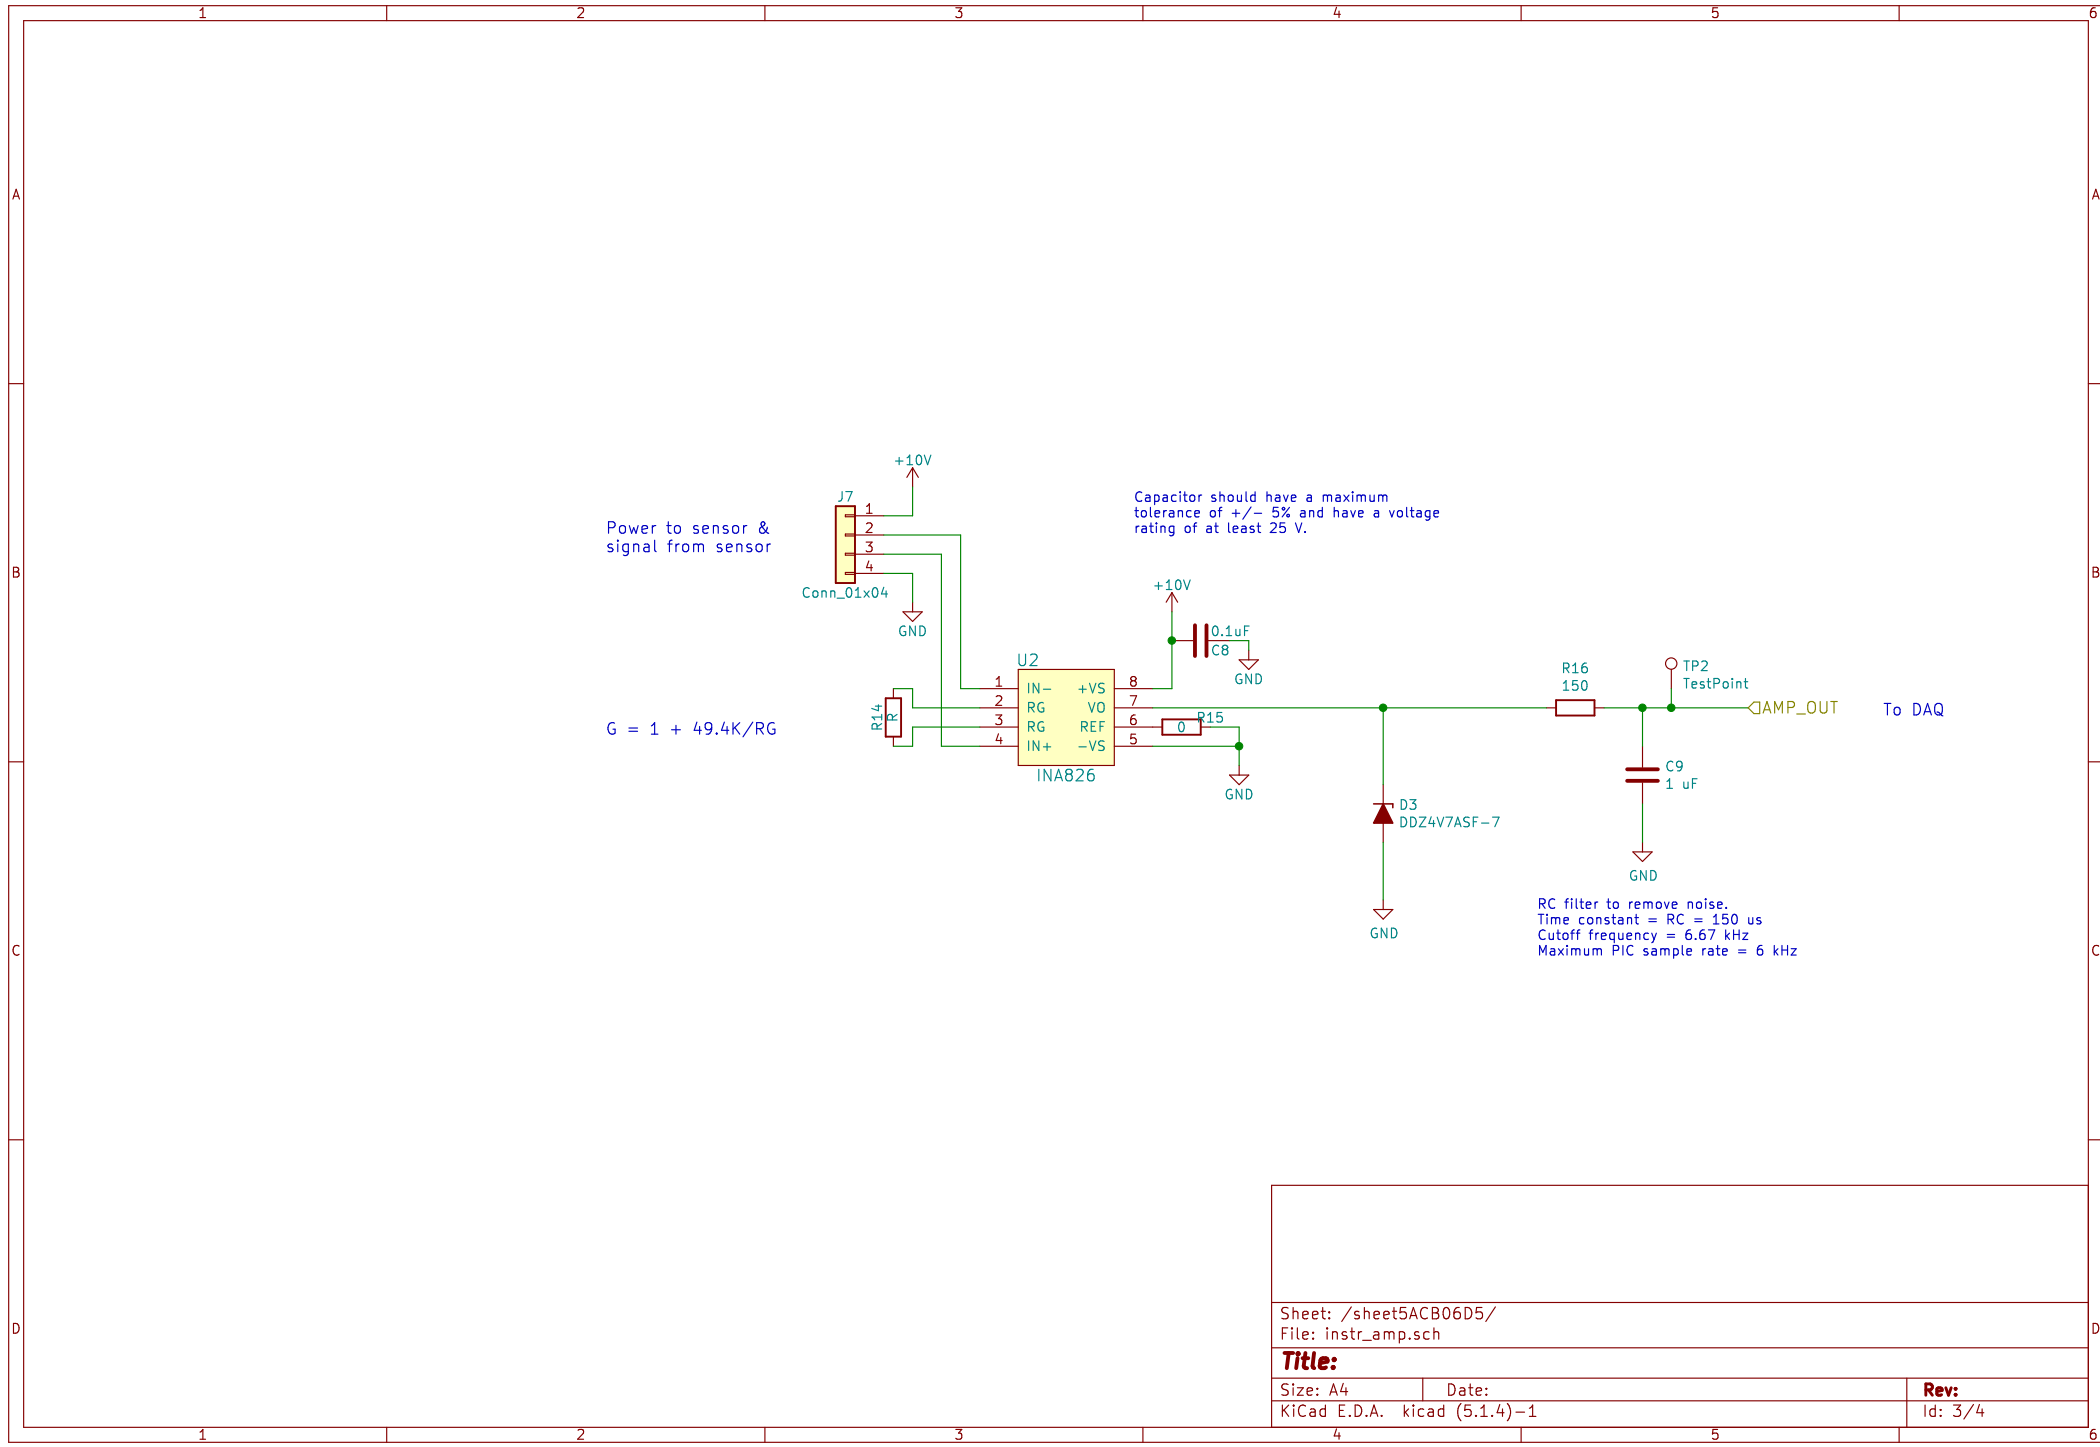 1 2 3 4 5 6
A A
B B
C C
D D
+10V
J7
1
2
3
4
Conn_01x04
GND
Power to sensor &
signal from sensor
Capacitor should have a maximum
tolerance of +/- 5% and have a voltage
rating of at least 25 V.
+10V
0.1uF
C8
GND
G = 1 + 49.4K/RG
R14
R
U2
1 IN- +VS 8
2 RG VO 7
3 RG REF 6
4 IN+ -VS 5
INA826
R15
0
GND
D3
DDZ4V7ASF-7
GND
R16
150
TP2
TestPoint
AMP_OUT
To DAQ
C9
1 uF
GND
RC filter to remove noise.
Time constant = RC = 150 us
Cutoff frequency = 6.67 kHz
Maximum PIC sample rate = 6 kHz
Sheet: /sheet5ACB06D5/
File: instr_amp.sch
Title:
Size: A4 Date: Rev:
KiCad E.D.A. kicad (5.1.4)-1 Id: 3/4
1 2 3 4 5 6